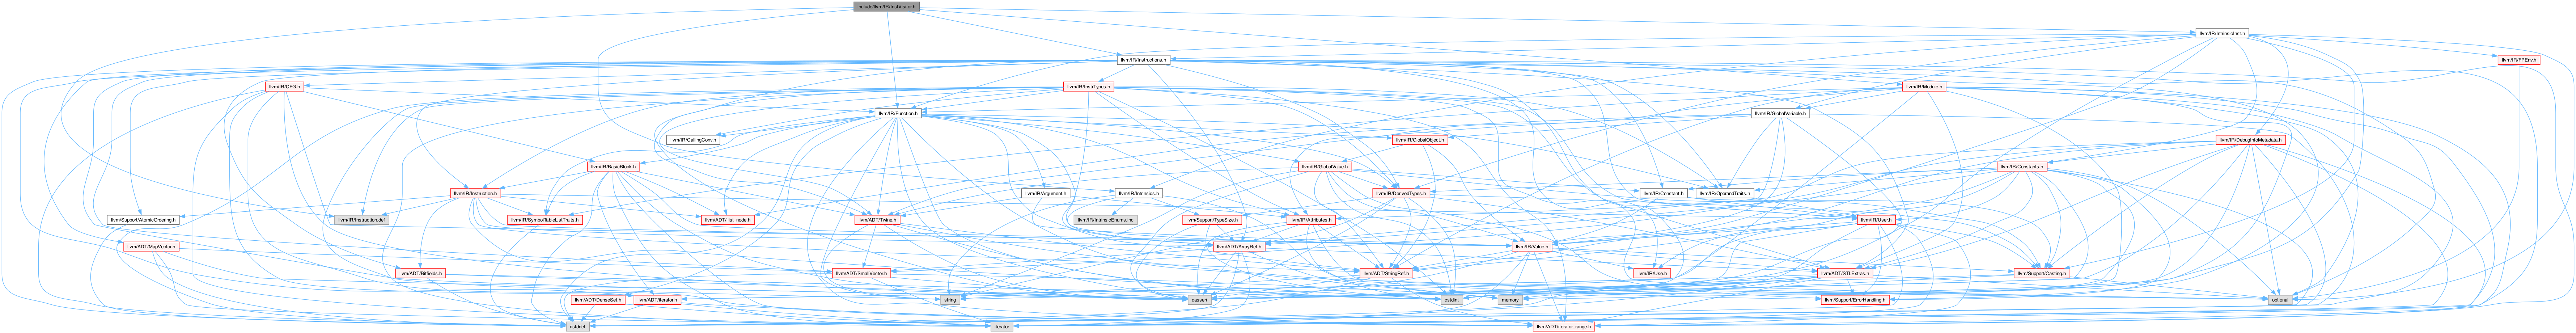 include/llvm/IR/InstVisitor.h
llvm/IR/IntrinsicInst.h
llvm/IR/Instructions.h
llvm/IR/FPEnv.h
llvm/IR/CFG.h
llvm/IR/InstrTypes.h
llvm/IR/Module.h
llvm/IR/Function.h
llvm/IR/GlobalVariable.h
llvm/IR/CallingConv.h
llvm/IR/GlobalObject.h
llvm/IR/DebugInfoMetadata.h
llvm/IR/BasicBlock.h
llvm/IR/GlobalValue.h
llvm/IR/Constants.h
llvm/IR/Instruction.h
llvm/IR/Argument.h
llvm/IR/Intrinsics.h
llvm/IR/DerivedTypes.h
llvm/IR/Constant.h
llvm/IR/OperandTraits.h
llvm/Support/AtomicOrdering.h
llvm/IR/Instruction.def
llvm/IR/SymbolTableListTraits.h
llvm/ADT/ilist_node.h
llvm/ADT/Twine.h
llvm/IR/IntrinsicEnums.inc
llvm/Support/TypeSize.h
llvm/IR/Attributes.h
llvm/IR/User.h
llvm/ADT/MapVector.h
llvm/ADT/ArrayRef.h
llvm/IR/Value.h
llvm/ADT/Bitfields.h
llvm/ADT/SmallVector.h
llvm/ADT/StringRef.h
llvm/IR/Use.h
llvm/ADT/STLExtras.h
llvm/Support/Casting.h
llvm/ADT/DenseSet.h
llvm/ADT/iterator.h
string
cassert
cstdint
memory
llvm/Support/ErrorHandling.h
optional
cstddef
iterator
llvm/ADT/iterator_range.h